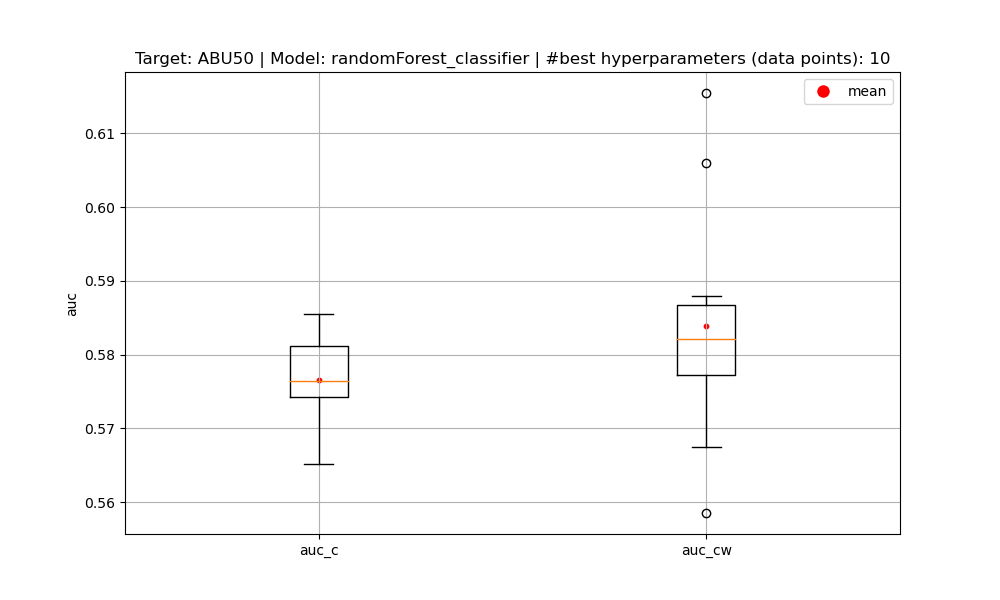 Target: ABU50 | Model: randomForest_classifier | #best hyperparameters (data points): 10
mean
0.61
0.60
0.59
0.58
0.57
0.56
auc
auc_c
auc_cw